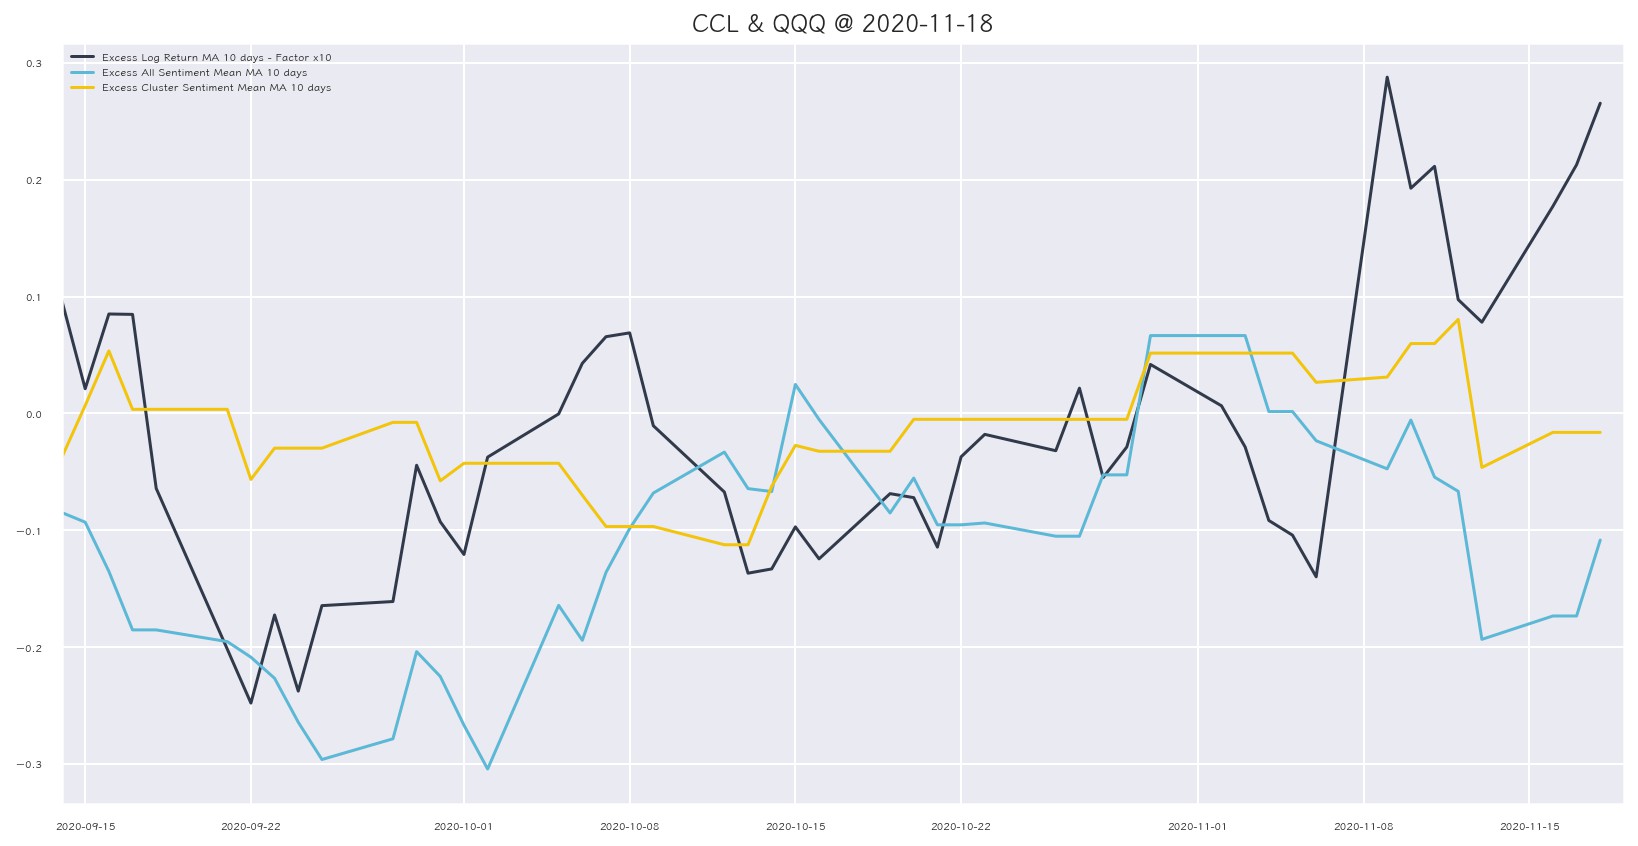 CCL & QQQ @ 2020-11-18
Excess Log Return MA 10 days - Factor x10
Excess All Sentiment Mean MA 10 days
Excess Cluster Sentiment Mean MA 10 days
0.3
0.2
0.1
0.0
−0.1
−0.2
−0.3
2020-09-15 2020-09-22 2020-10-01 2020-10-08 2020-10-15 2020-10-22 2020-11-01 2020-11-08 2020-11-15